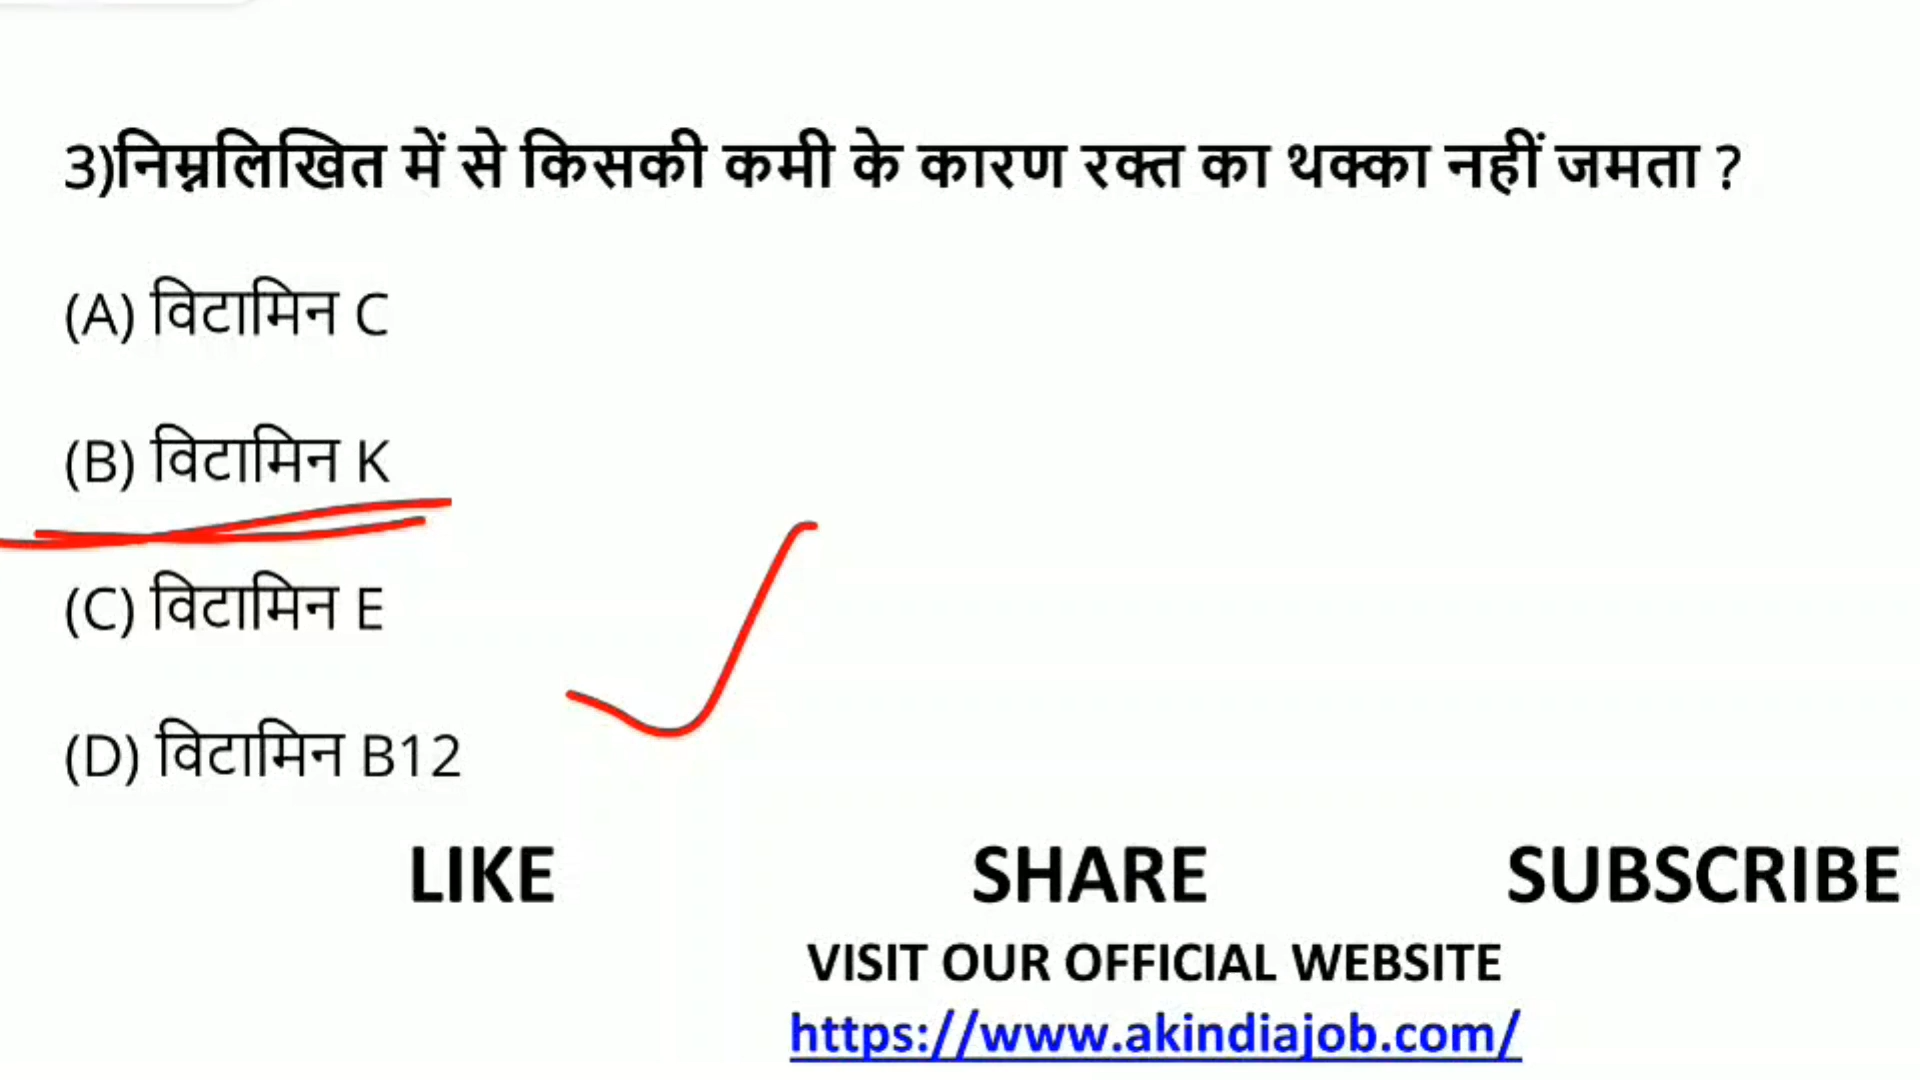 3)निम्नलिखित में से किसकी कमी के कारण रक्त का थक्का नहीं जमता ?
(A) विटामिन C
(B) विटामिन K
(C) विटामिन E
(D) विटामिन B12
LIKE SHARE SUBSCRIBE
VISIT OUR OFFICIAL WEBSITE
https://www.akindiajob.com/